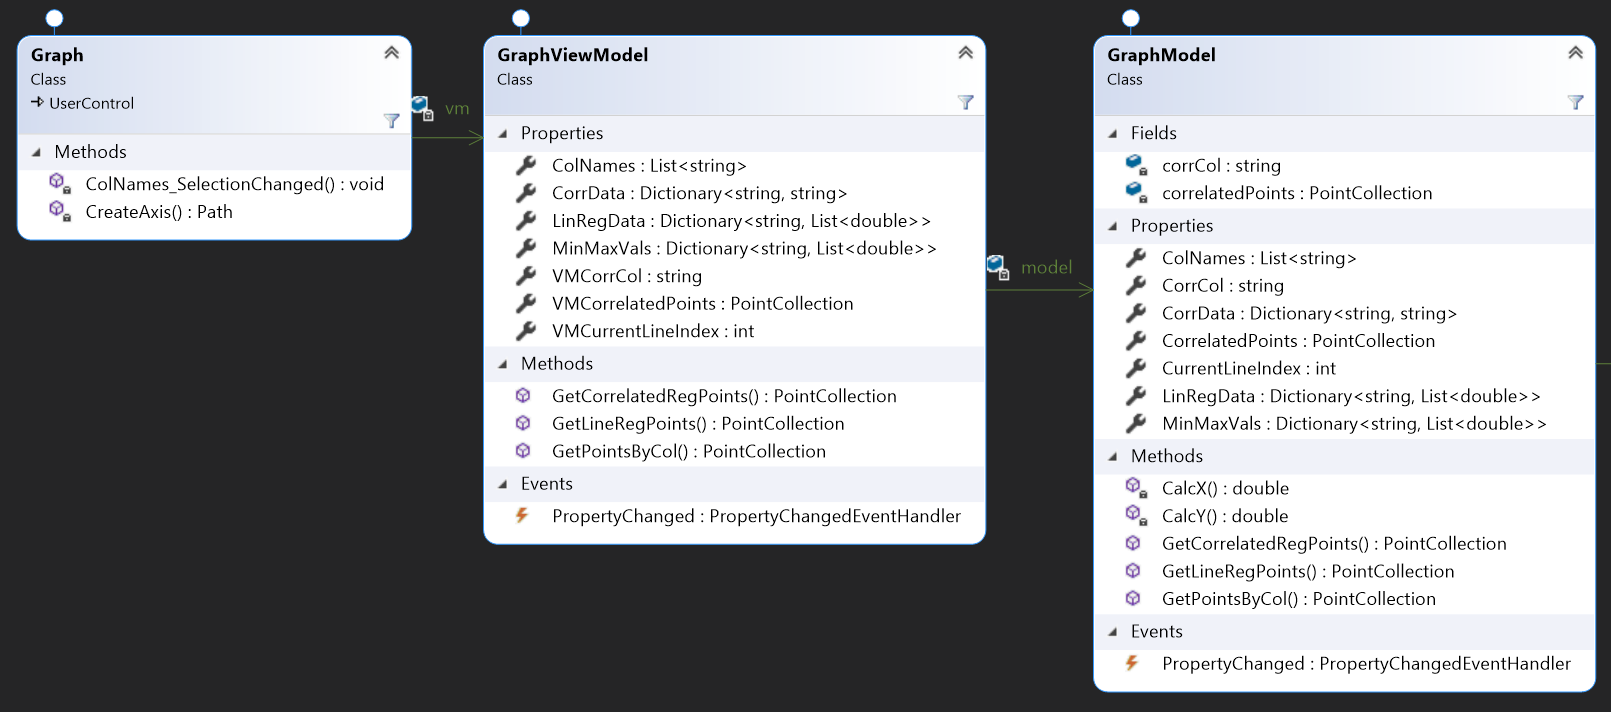 Graph
Class
UserControl
Methods
ColNames_SelectionChanged() : void
CreateAxis() : Path
vm
GraphViewModel
Class
Properties
ColNames : List<string>
CorrData : Dictionary<string, string>
LinRegData : Dictionary<string, List<double>>
MinMaxVals : Dictionary<string, List<double>>
VMCorrCol : string
VMCorrelatedPoints : PointCollection
VMCurrentLineIndex : int
Methods
GetCorrelatedRegPoints() : PointCollection
GetLineRegPoints() : PointCollection
GetPointsByCol() : PointCollection
Events
PropertyChanged : PropertyChangedEventHandler
model
GraphModel
Class
Fields
corrCol : string
correlatedPoints : PointCollection
Properties
ColNames : List<string>
CorrCol : string
CorrData : Dictionary<string, string>
CorrelatedPoints : PointCollection
CurrentLineIndex : int
LinRegData : Dictionary<string, List<double>>
MinMaxVals : Dictionary<string, List<double>>
Methods
CalcX() : double
CalcY() : double
GetCorrelatedRegPoints() : PointCollection
GetLineRegPoints() : PointCollection
GetPointsByCol() : PointCollection
Events
PropertyChanged : PropertyChangedEventHandler